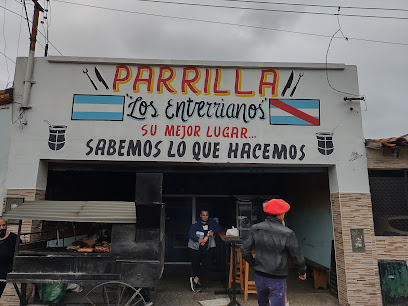 PARRILLA
"Los Entrerrianos"
SU MEJOR LUGAR...
SABEMOS LO QUE HACEMOS